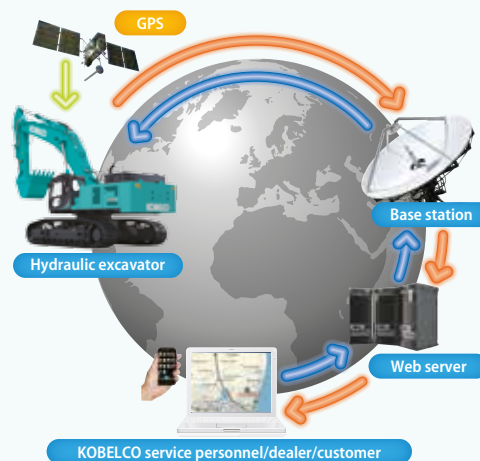 GPS
Base station
Hydraulic excavator
Web server
KOBELCO service personnel/dealer/customer